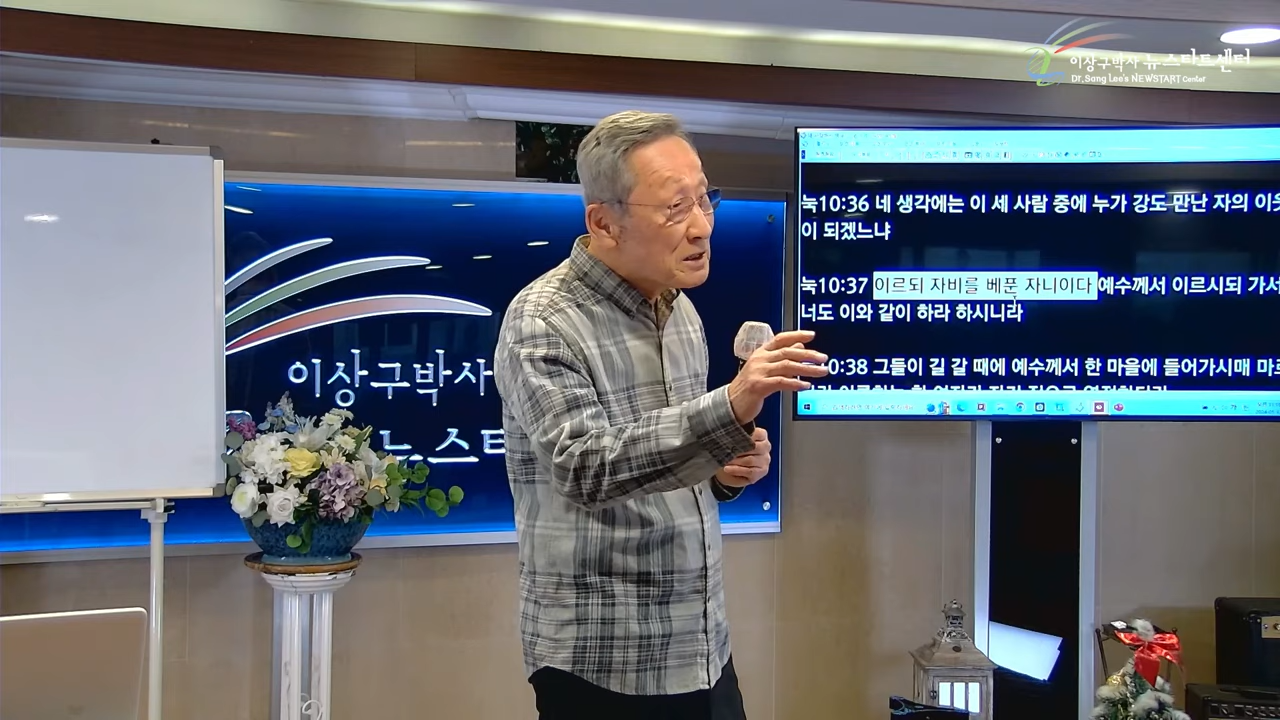 이상구박사 뉴스타트센터
Dr. Sang Lee's NEWSTART Center
눅10:36 네 생각에는 이 세 사람 중에 누가 강도 만난 자의
이 되겠느냐
눅10:37 이르되 자비를 베푼 자니이다 예수께서 이르시되 가서
너도 이와 같이 하라 하시니라
0:38 그들이 길 갈 때에 예수께서 한 마을에 들어가시매
이상구박사
뉴스타